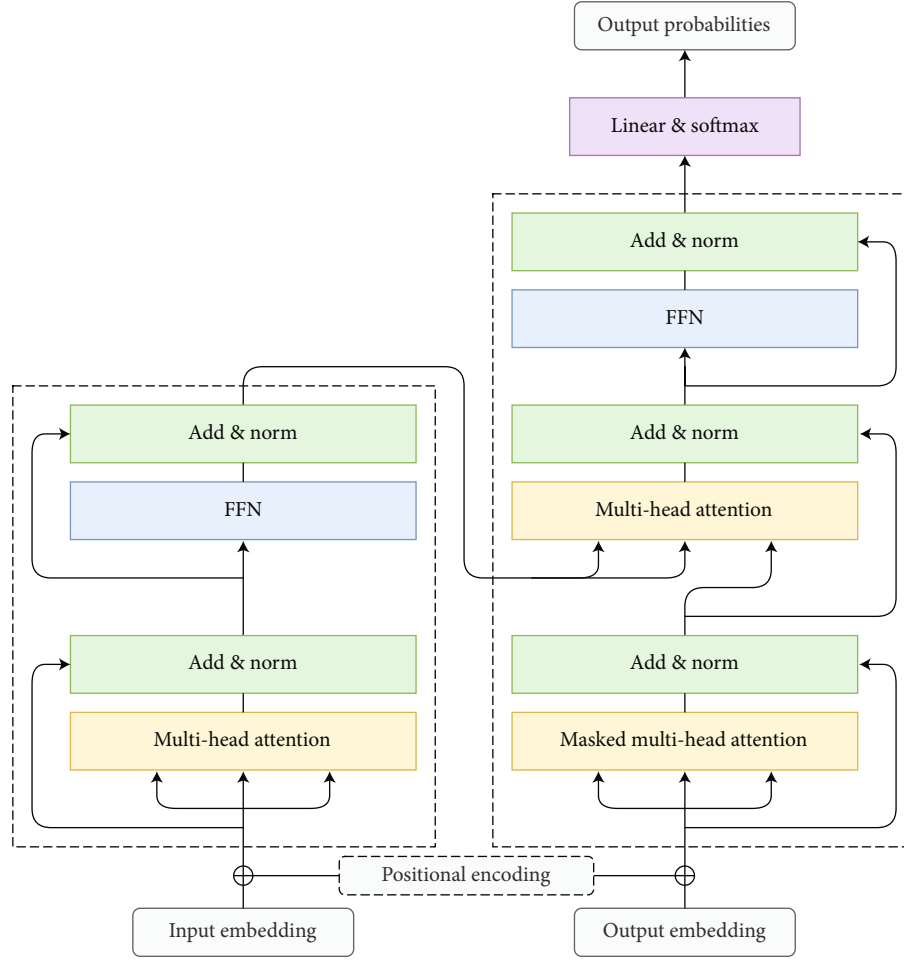 Output probabilities
Linear & softmax
Add & norm
FFN
Add & norm
Multi-head attention
Add & norm
Masked multi-head attention
Add & norm
FFN
Add & norm
Multi-head attention
Positional encoding
Input embedding
Output embedding